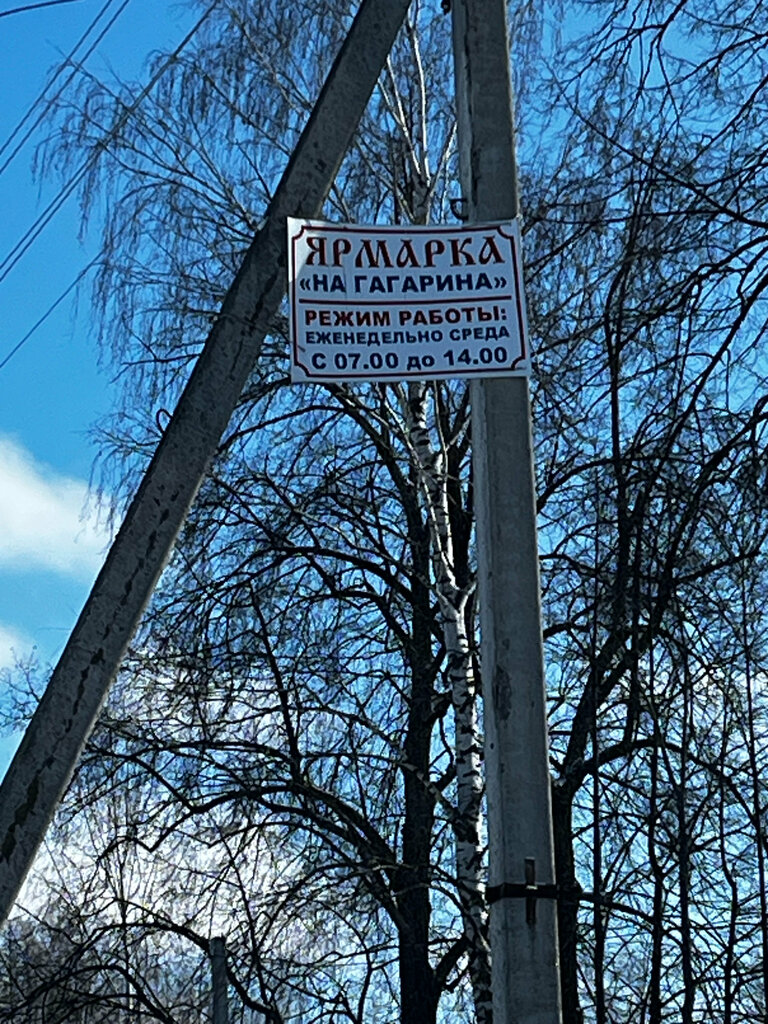 ЯРМАРКА
«НА ГАГАРИНА»
РЕЖИМ РАБОТЫ:
ЕЖЕНЕДЕЛЬНО СРЕДА
С 07.00 до 14.00